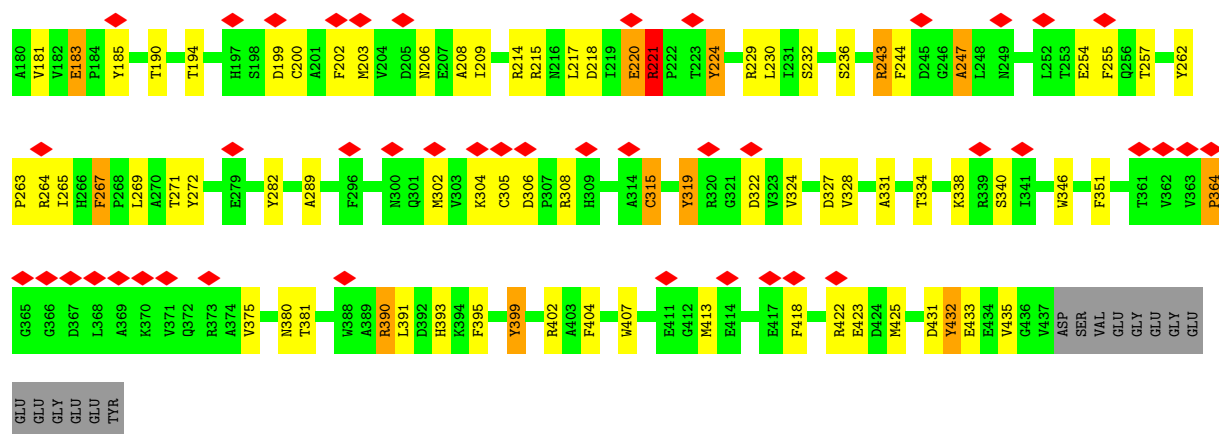 A180 V181 V182 E183 P184 Y185 T190 T194 H197 S198 D199 C200 A201 F202 M203 V204 D205 N206 E207 A208 I209 R214 R215 N216 L217 D218 I219 E220 R221 P222 T223 Y224 R229 L230 I231 S232 S236 R243 F244 D245 G246 A247 L248 N249 L252 T253 E254 F255 Q256 T257 Y262
P263 R264 I265 H266 F267 P268 L269 A270 T271 Y272 E279 Y282 A289 F296 N300 Q301 M302 V303 K304 C305 D306 P307 R308 H309 A314 C315 Y319 R320 G321 D322 V323 V324 D327 V328 A331 T334 K338 R339 S340 I341 W346 F351 T361 V362 V363 P364
G365 G366 D367 L368 A369 K370 V371 Q372 R373 A374 V375 N380 T381 W388 A389 R390 L391 D392 H393 K394 F395 Y399 R402 A403 F404 W407 E411 G412 M413 E414 E417 F418 R422 E423 D424 M425 D431 Y432 E433 E434 V435 G436 V437 ASP SER VAL GLU GLY GLU GLY GLU
GLU GLU GLY GLU GLU TYR